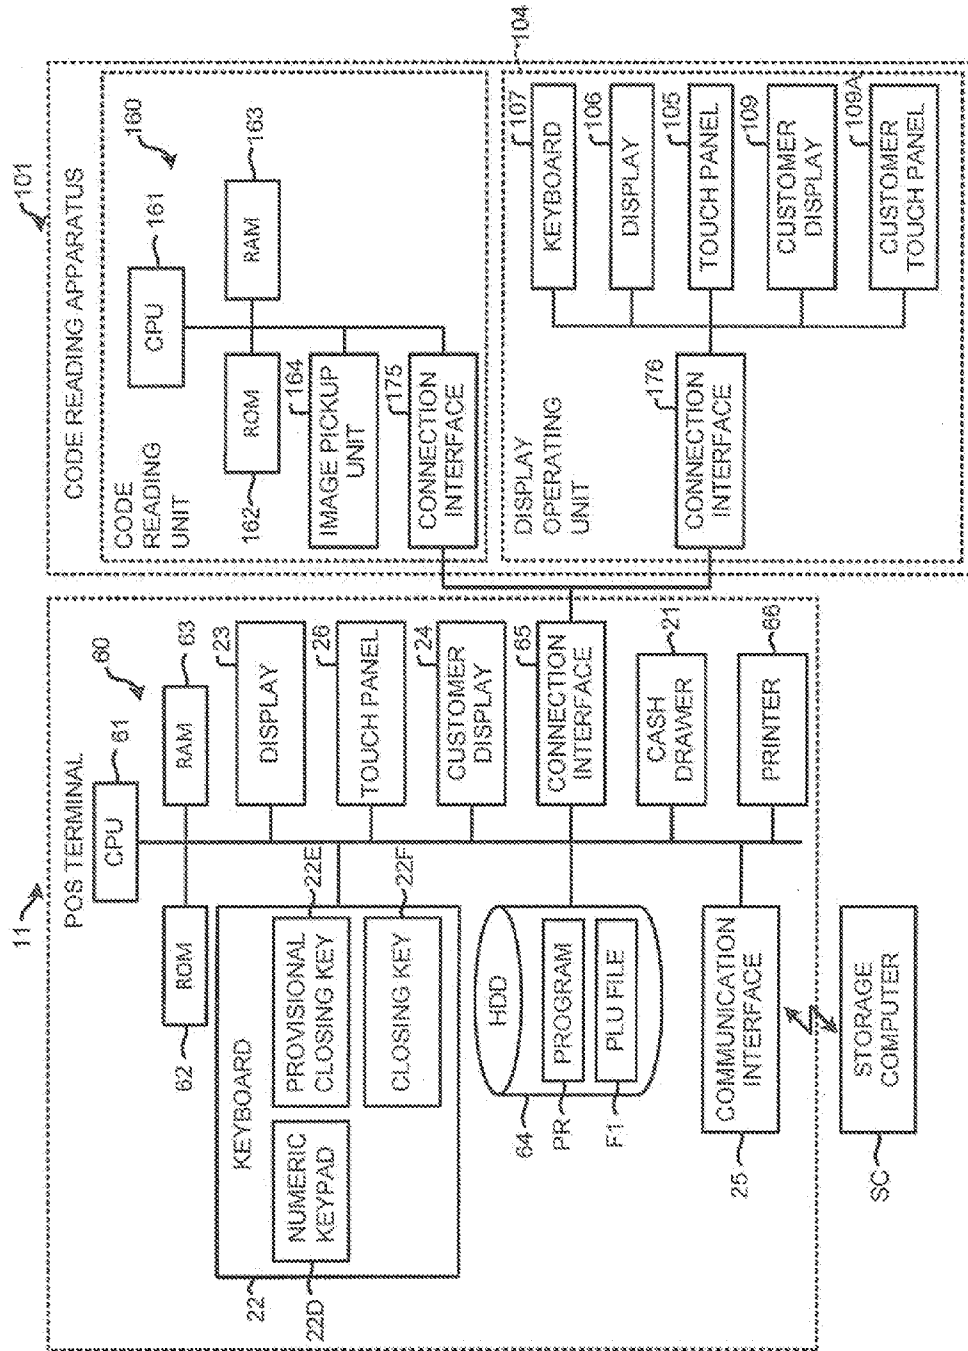 11
POS TERMINAL
CPU
61
60
ROM
62
RAM
63
KEYBOARD
22
NUMERIC
KEYPAD
22D
PROVISIONAL
CLOSING KEY
22E
CLOSING KEY
22F
DISPLAY
23
TOUCH PANEL
26
CUSTOMER
DISPLAY
24
HDD
64
PROGRAM
PR
PLU FILE
F1
CONNECTION
INTERFACE
65
CASH
DRAWER
21
PRINTER
66
COMMUNICATION
INTERFACE
25
STORAGE
COMPUTER
SC
101
CODE READING APPARATUS
CODE
READING
UNIT
160
CPU
161
ROM
162
RAM
163
IMAGE PICKUP
UNIT
164
CONNECTION
INTERFACE
175
104
DISPLAY
OPERATING
UNIT
CONNECTION
INTERFACE
176
KEYBOARD
107
DISPLAY
106
TOUCH PANEL
105
CUSTOMER
DISPLAY
109
CUSTOMER
TOUCH PANEL
109A